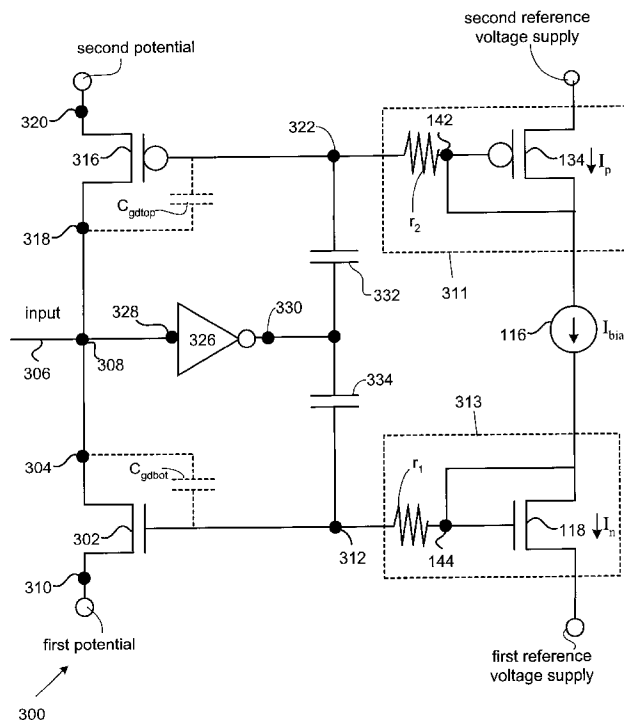 second potential
second reference
voltage supply
320
316
322
142
134
Ip
Cgdtop
r2
318
332
311
input
328
330
326
116
Ibia
306
308
334
313
304
Cgdbot
r1
302
312
144
118
In
310
first potential
first reference
voltage supply
300